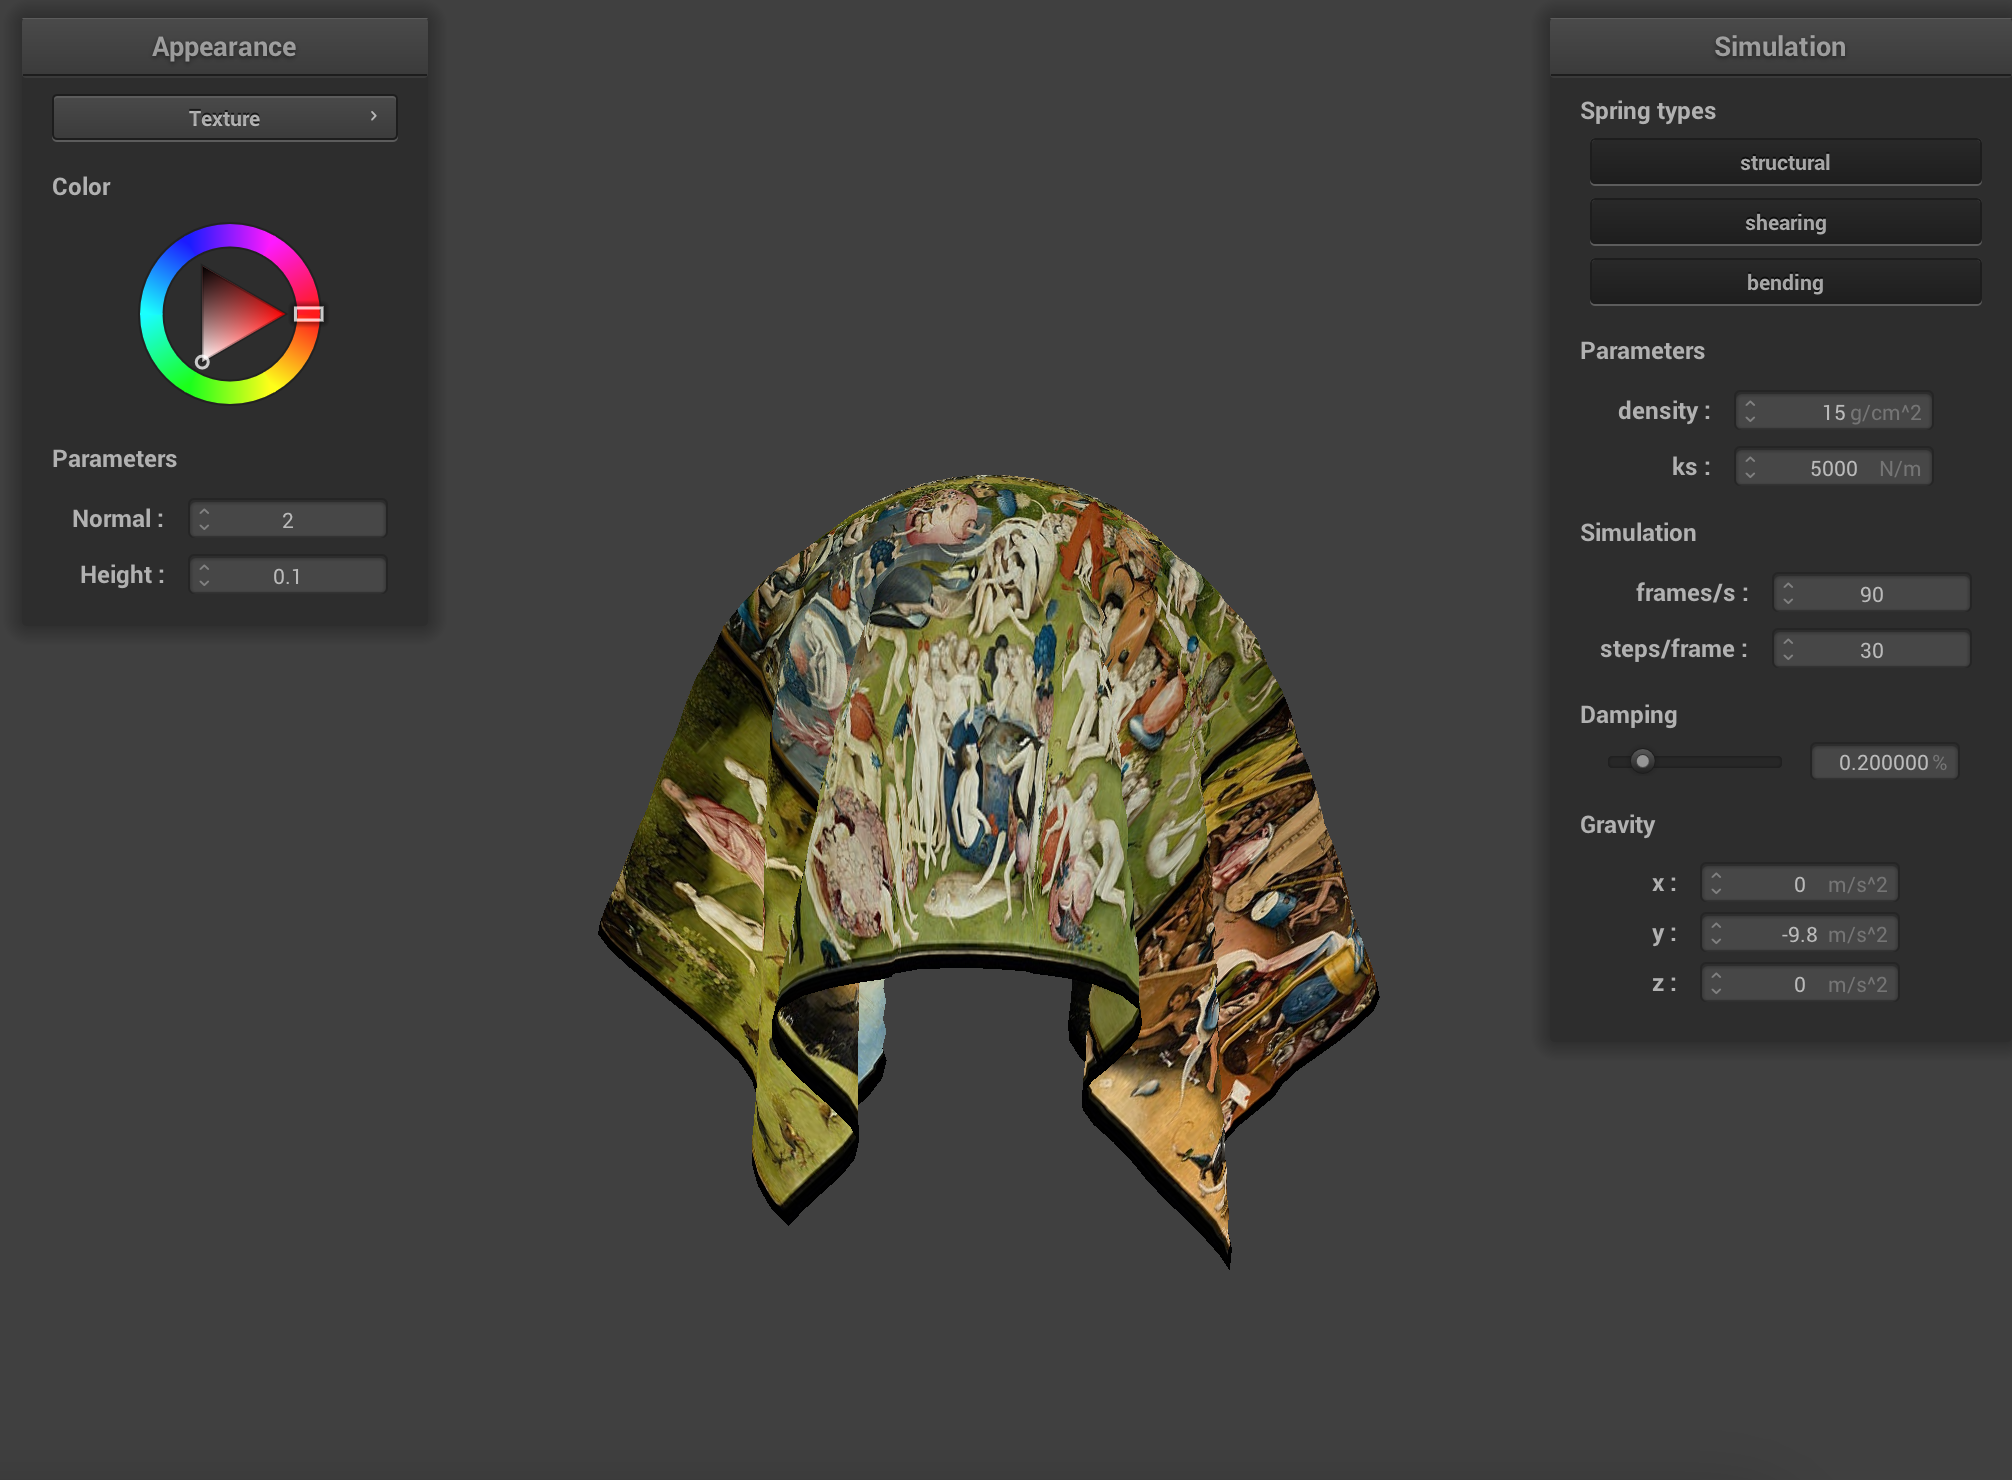 Appearance
Texture
Color
Parameters
Normal : 2
Height : 0.1
Simulation
Spring types
structural
shearing
bending
Parameters
density : 15 g/cm^2
ks : 5000 N/m
Simulation
frames/s : 90
steps/frame : 30
Damping
0.200000 %
Gravity
x : 0 m/s^2
y : -9.8 m/s^2
z : 0 m/s^2